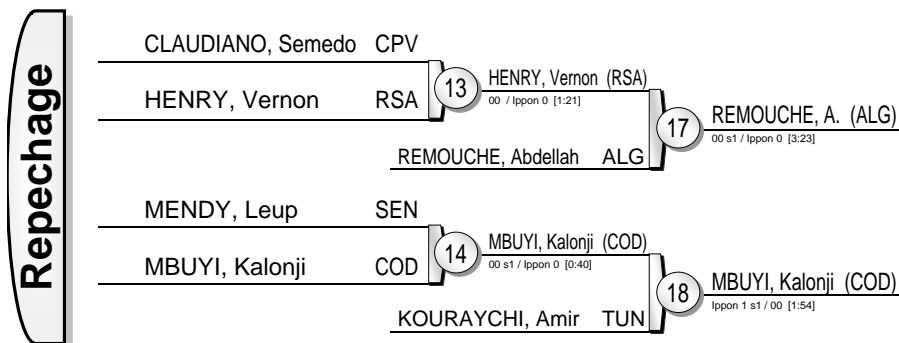 Repechage
CLAUDIANO, Semedo CPV
HENRY, Vernon RSA
13
HENRY, Vernon (RSA)
00 / Ippon 0 [1:21]
REMOUCHE, Abdellah ALG
17
REMOUCHE, A. (ALG)
00 s1 / Ippon 0 [3:23]
MENDY, Leup SEN
MBUYI, Kalonji COD
14
MBUYI, Kalonji (COD)
00 s1 / Ippon 0 [0:40]
KOURAYCHI, Amir TUN
18
MBUYI, Kalonji (COD)
Ippon 1 s1 / 00 [1:54]